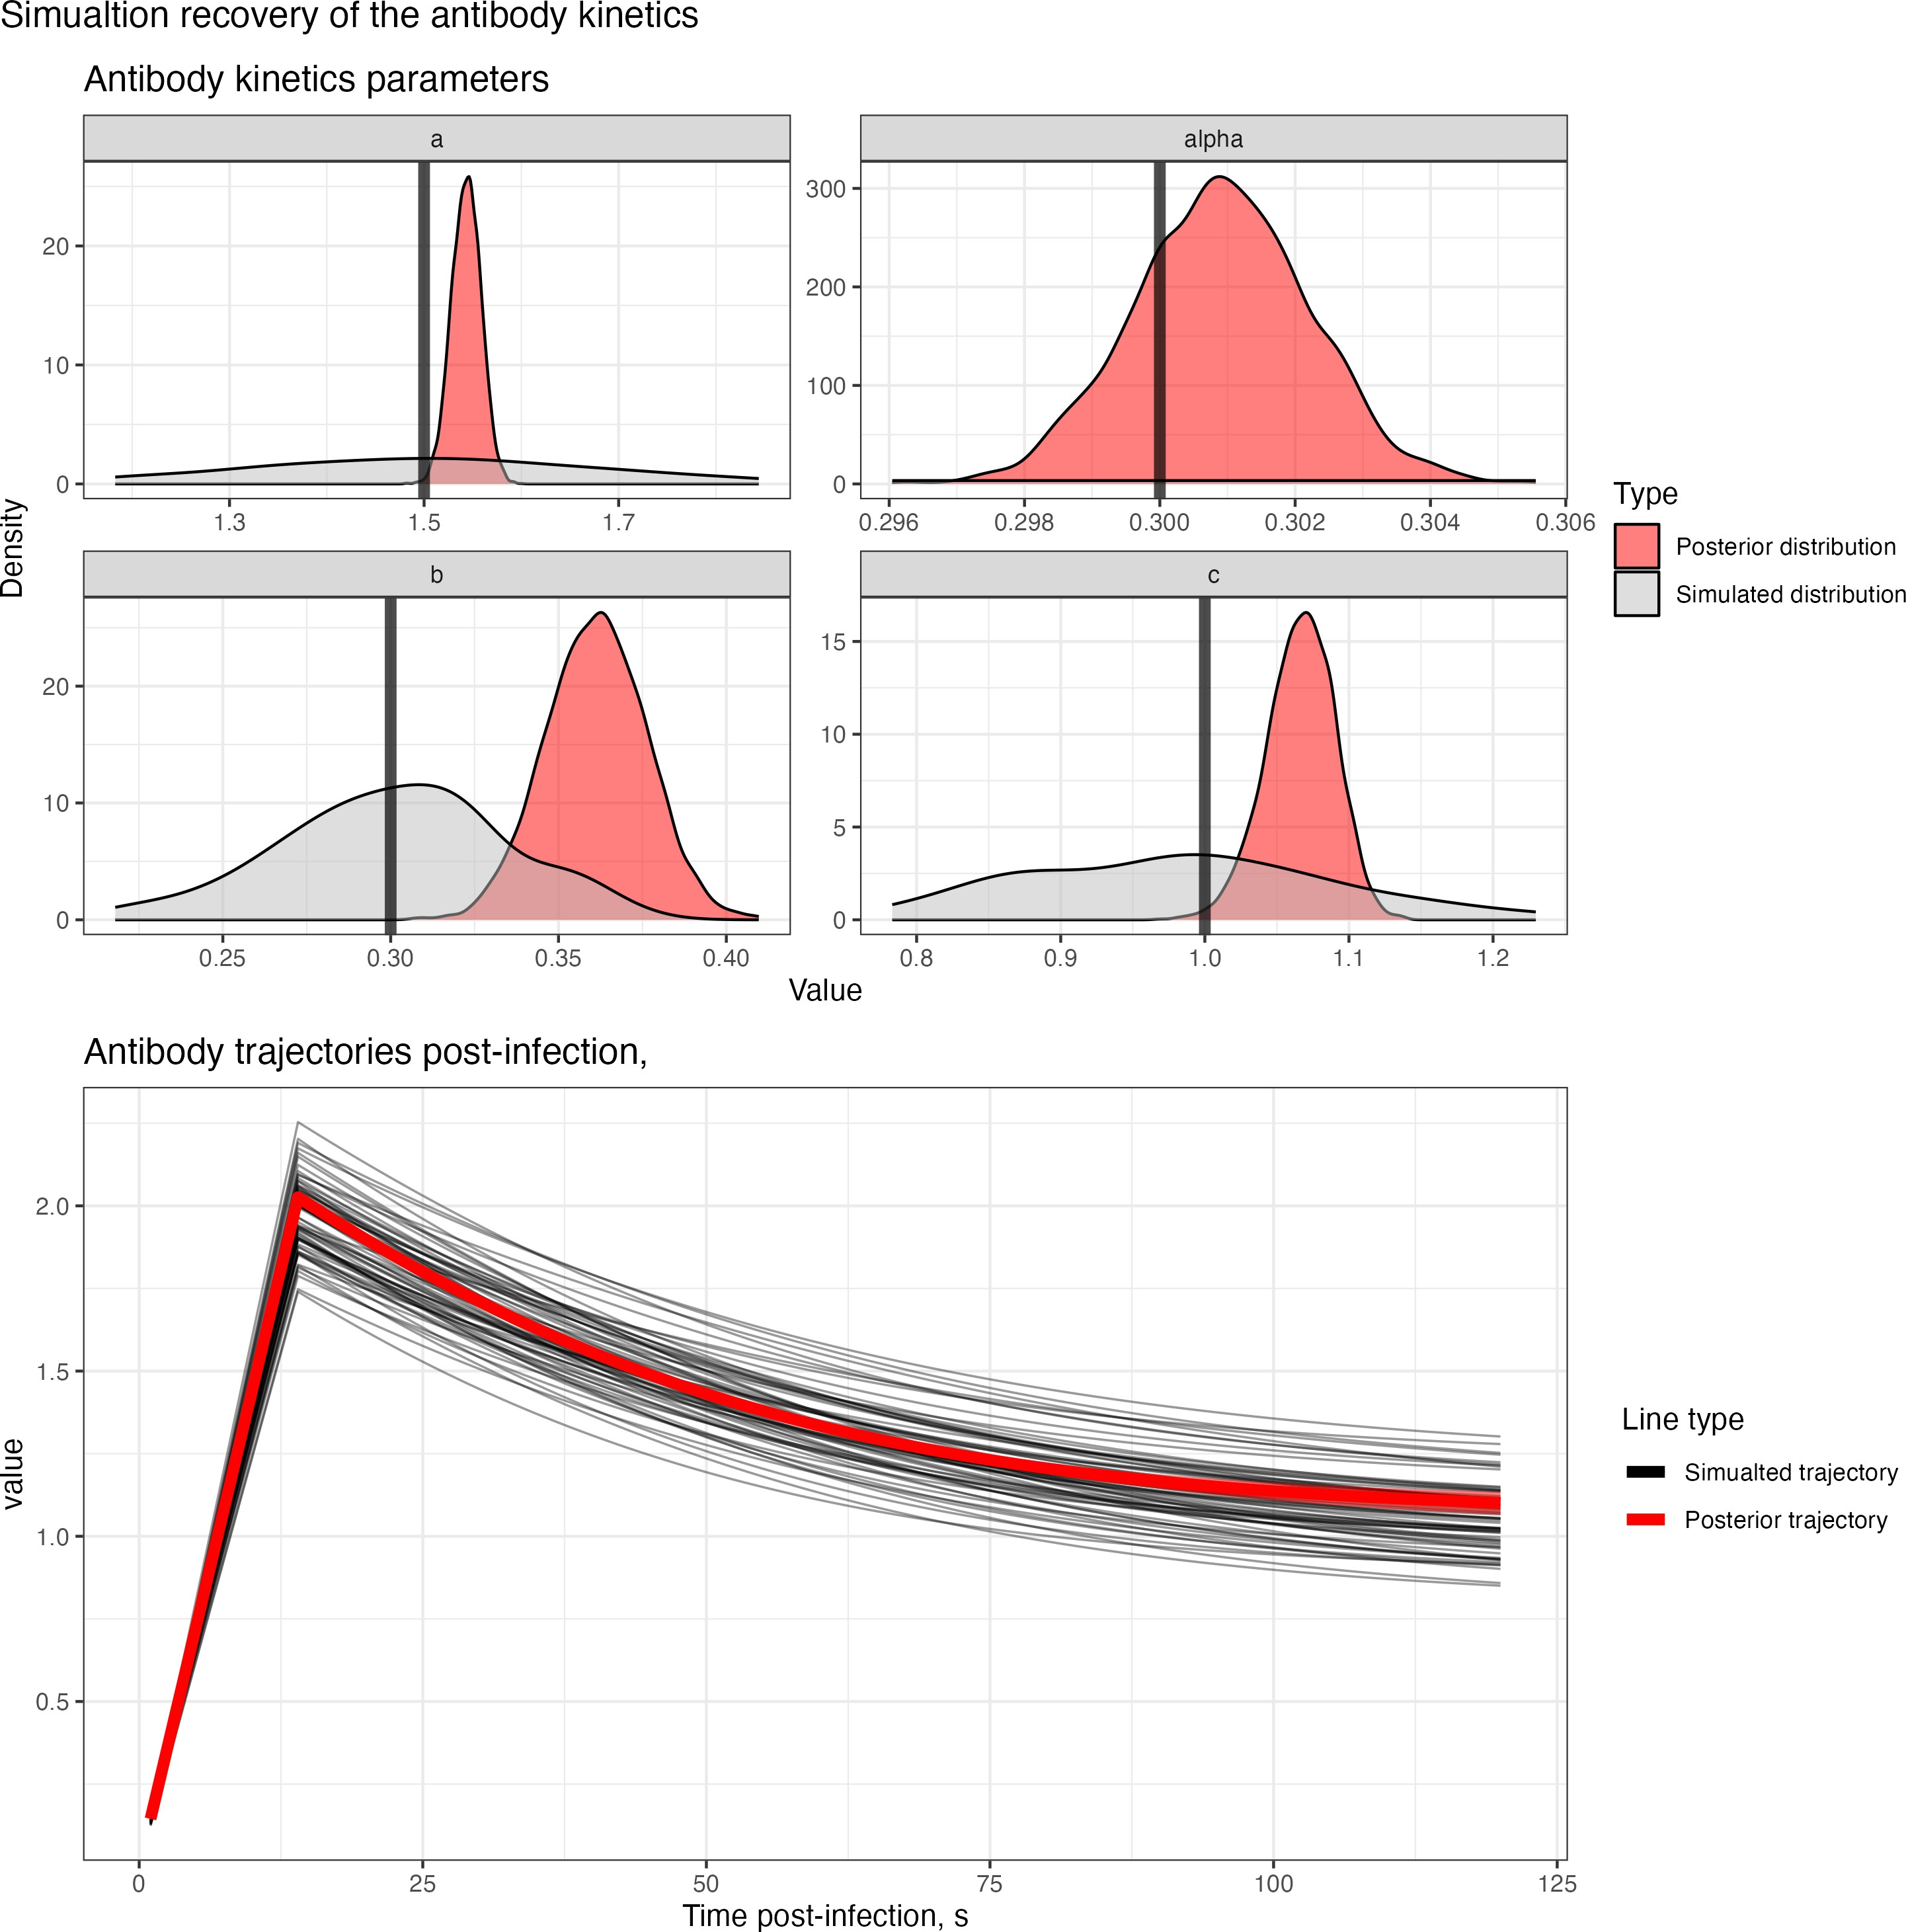 Simualtion recovery of the antibody kinetics
Antibody kinetics parameters
a
alpha
0
10
20
1.3
1.5
1.7
0
100
200
300
0.296
0.298
0.300
0.302
0.304
0.306
b
c
0
10
20
0.25
0.30
0.35
0.40
0
5
10
15
0.8
0.9
1.0
1.1
1.2
Density
Value
Type
Posterior distribution
Simulated distribution
Antibody trajectories post-infection,
2.0
1.5
1.0
0.5
value
0
25
50
75
100
125
Time post-infection, s
Line type
Simualted trajectory
Posterior trajectory